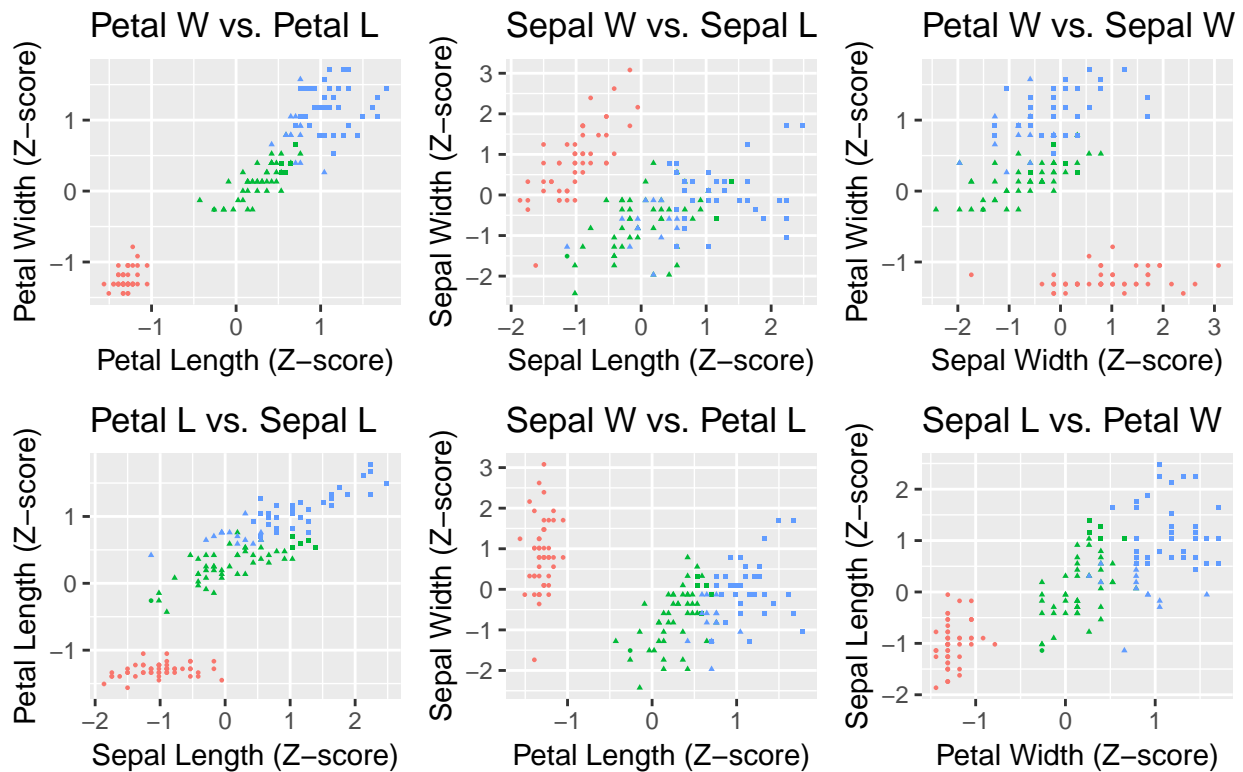 Petal W vs. Petal L
Petal Width (Z−score)
1
0
−1
−1
0
1
Petal Length (Z−score)
Sepal W vs. Sepal L
Sepal Width (Z−score)
3
2
1
0
−1
−2
−2
−1
0
1
2
Sepal Length (Z−score)
Petal W vs. Sepal W
Petal Width (Z−score)
1
0
−1
−2
−1
0
1
2
3
Sepal Width (Z−score)
Petal L vs. Sepal L
Petal Length (Z−score)
1
0
−1
−2
−1
0
1
2
Sepal Length (Z−score)
Sepal W vs. Petal L
Sepal Width (Z−score)
3
2
1
0
−1
−2
−1
0
1
Petal Length (Z−score)
Sepal L vs. Petal W
Sepal Length (Z−score)
2
1
0
−1
−2
−1
0
1
Petal Width (Z−score)